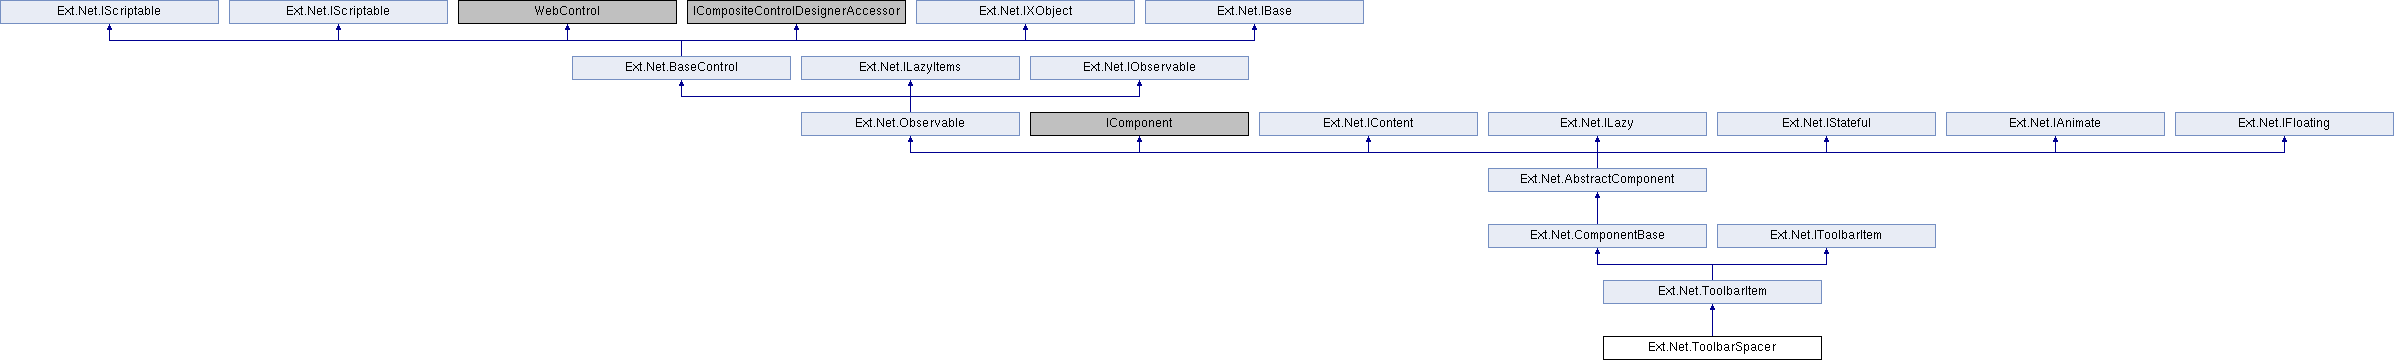 Ext.Net.IScriptable
Ext.Net.IScriptable
WebControl
ICompositeControlDesignerAccessor
Ext.Net.IXObject
Ext.Net.IBase
Ext.Net.BaseControl
Ext.Net.ILazyItems
Ext.Net.IObservable
Ext.Net.Observable
IComponent
Ext.Net.IContent
Ext.Net.ILazy
Ext.Net.IStateful
Ext.Net.IAnimate
Ext.Net.IFloating
Ext.Net.AbstractComponent
Ext.Net.ComponentBase
Ext.Net.IToolbarItem
Ext.Net.ToolbarItem
Ext.Net.ToolbarSpacer